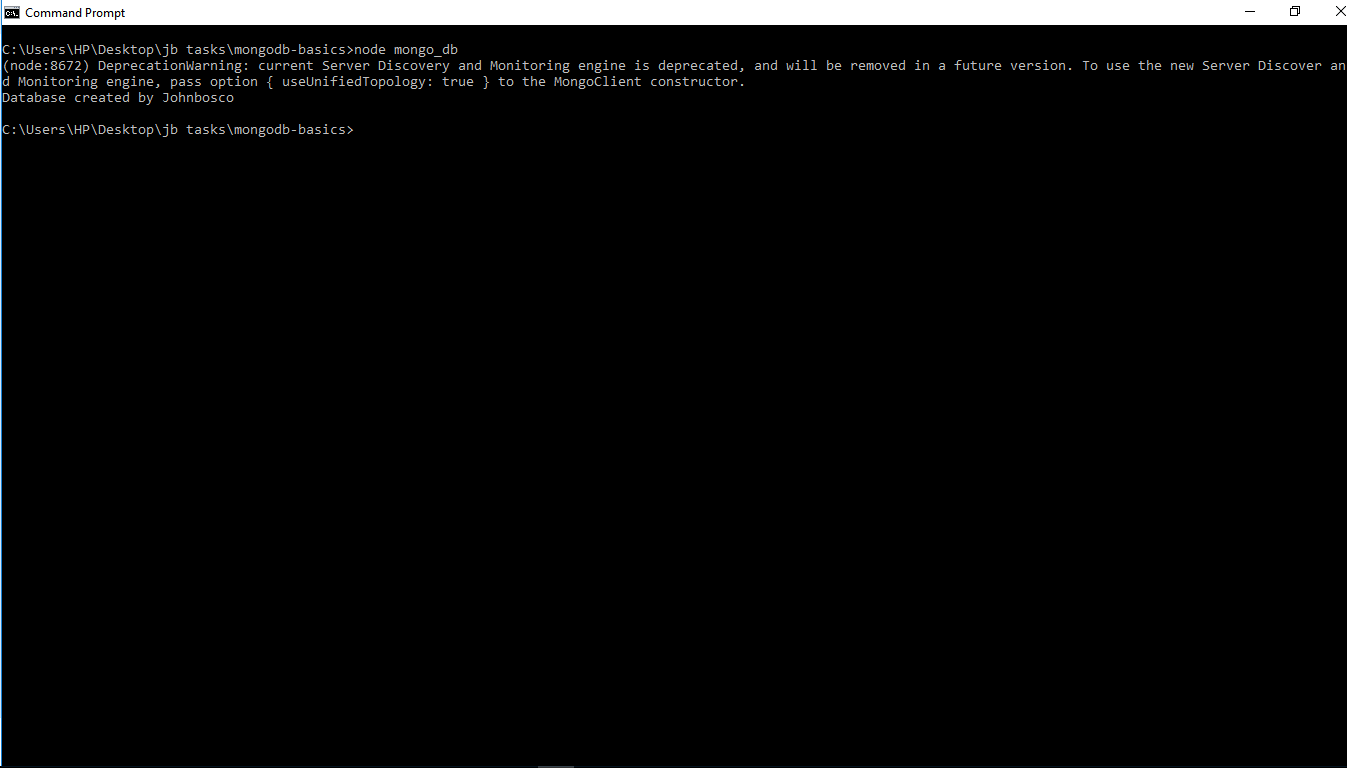 Command Prompt
C:\Users\HP\Desktop\jb tasks\mongodb-basics>node mongo_db
(node:8672) DeprecationWarning: current Server Discovery and Monitoring engine is deprecated, and will be removed in a future version. To use the new Server Discover an
d Monitoring engine, pass option { useUnifiedTopology: true } to the MongoClient constructor.
Database created by Johnbosco
C:\Users\HP\Desktop\jb tasks\mongodb-basics>